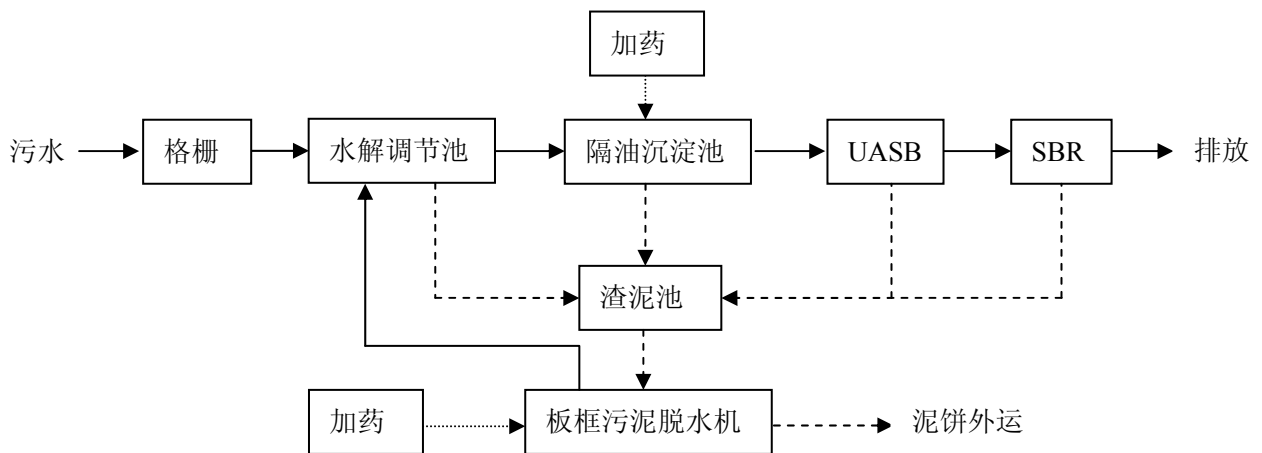 加药
污水
格栅
水解调节池
隔油沉淀池
UASB
SBR
排放
渣泥池
加药
板框污泥脱水机
泥饼外运